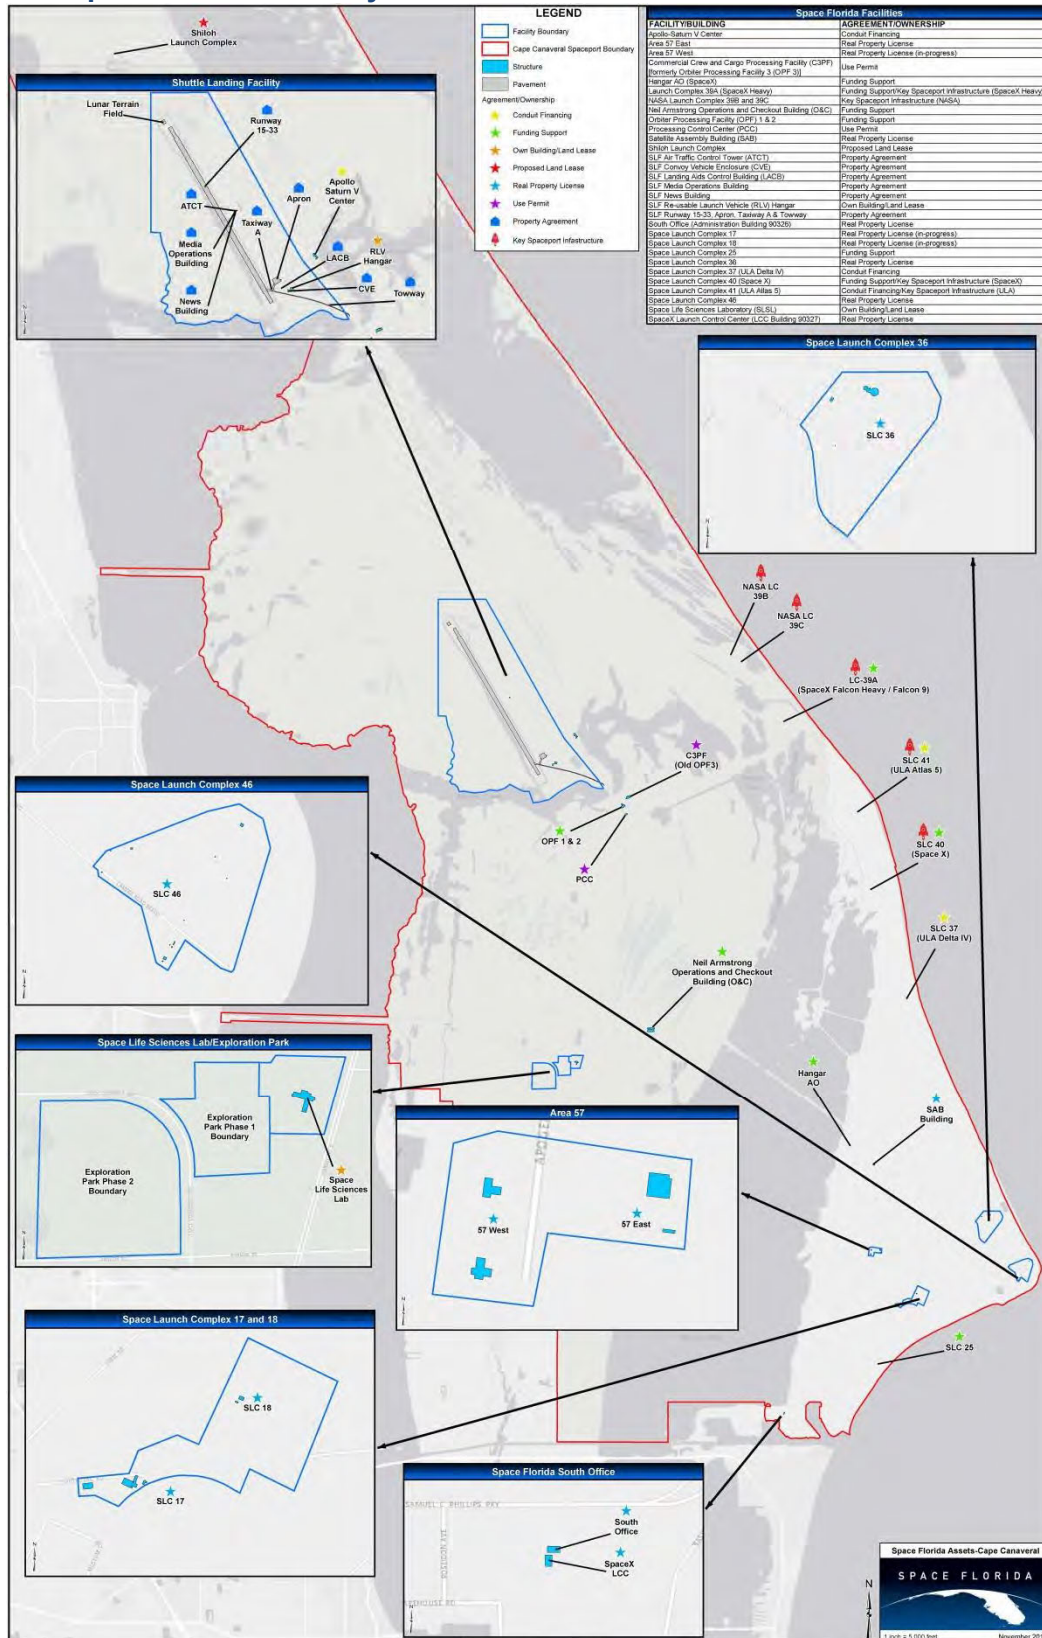 Shiloh
Launch Complex
LEGEND
Facility Boundary
Cape Canaveral Spaceport Boundary
Structure
Pavement
Agreement/Ownership
Conduit Financing
Funding Support
Own Building/Land Lease
Proposed Land Lease
Real Property License
Use Permit
Property Agreement
Key Spaceport Infastructure
Space Florida Facilities
FACILITY/BUILDING AGREEMENT/OWNERSHIP
Apollo-Saturn V Center Conduit Financing
Area 57 East Real Property License
Area 57 West Real Property License (in-progress)
Commercial Crew and Cargo Processing Facility (C3PF)
[formerly Orbiter Processing Facility 3 (OPF 3)] Use Permit
Hangar AO (SpaceX) Funding Support
Launch Complex 39A (SpaceX Heavy) Funding Support/Key Spaceport Infrastructure (SpaceX Heavy)
NASA Launch Complex 39B and 39C Key Spaceport Infrastructure (NASA)
Neil Armstrong Operations and Checkout Building (O&C) Funding Support
Orbiter Processing Facility (OPF) 1 & 2 Funding Support
Processing Control Center (PCC) Use Permit
Satellite Assembly Building (SAB) Real Property License
Shiloh Launch Complex Proposed Land Lease
SLF Air Traffic Control Tower (ATCT) Property Agreement
SLF Convoy Vehicle Enclosure (CVE) Property Agreement
SLF Landing Aids Control Building (LACB) Property Agreement
SLF Media Operations Building Property Agreement
SLF News Building Property Agreement
SLF Re-usable Launch Vehicle (RLV) Hangar Own Building/Land Lease
SLF Runway 15-33, Apron, Taxiway A & Towway Property Agreement
South Office (Administration Building 90326) Real Property License
Space Launch Complex 17 Real Property License (in-progress)
Space Launch Complex 18 Real Property License (in-progress)
Space Launch Complex 25 Funding Support
Space Launch Complex 36 Real Property License
Space Launch Complex 37 (ULA Delta IV) Conduit Financing
Space Launch Complex 40 (Space X) Funding Support/Key Spaceport Infrastructure (SpaceX)
Space Launch Complex 41 (ULA Atlas 5) Conduit Financing/Key Spaceport Infrastructure (ULA)
Space Launch Complex 46 Real Property License
Space Life Sciences Laboratory (SLSL) Own Building/Land Lease
SpaceX Launch Control Center (LCC Building 90327) Real Property License
Shuttle Landing Facility
Lunar Terrain
Field
Runway
15-33
Apollo
Saturn V
Center
Apron
ATCT
Taxiway
A
Media
Operations
Building
LACB
RLV
Hangar
News
Building
CVE
Towway
Space Launch Complex 36
SLC 36
NASA LC
39B
NASA LC
39C
LC-39A
(SpaceX Falcon Heavy / Falcon 9)
C3PF
(Old OPF3)
SLC 41
(ULA Atlas 5)
OPF 1 & 2
PCC
SLC 40
(Space X)
Space Launch Complex 46
SLC 46
SLC 37
(ULA Delta IV)
Neil Armstrong
Operations and Checkout
Building (O&C)
Space Life Sciences Lab/Exploration Park
Exploration
Park Phase 1
Boundary
Exploration
Park Phase 2
Boundary
Space
Life Sciences
Lab
Hangar
AO
SAB
Building
Area 57
57 West
57 East
Space Launch Complex 17 and 18
SLC 18
SLC 17
SLC 25
Space Florida South Office
SAMUEL C PHILLIPS PKY
South
Office
SpaceX
LCC
N
Space Florida Assets-Cape Canaveral
SPACE FLORIDA